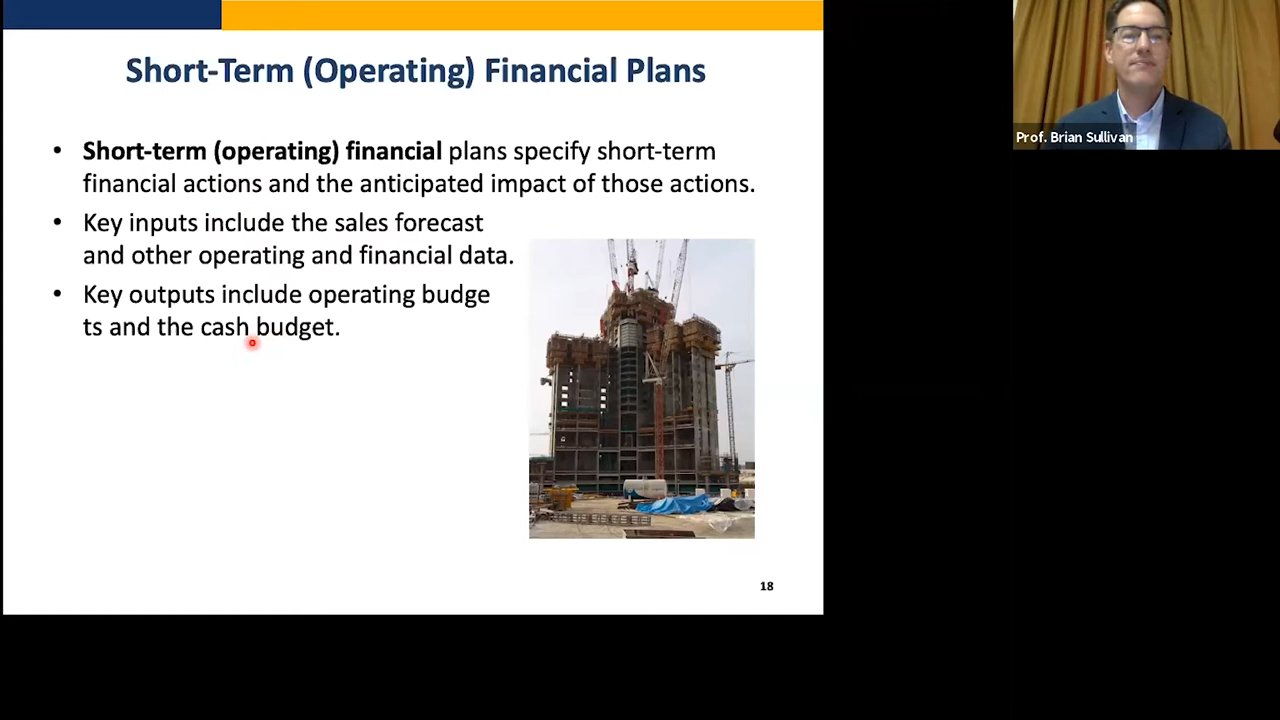 Short-Term (Operating) Financial Plans
• Short-term (operating) financial plans specify short-term
financial actions and the anticipated impact of those actions.
• Key inputs include the sales forecast
and other operating and financial data.
• Key outputs include operating budge
ts and the cash budget.
18
Prof. Brian Sullivan